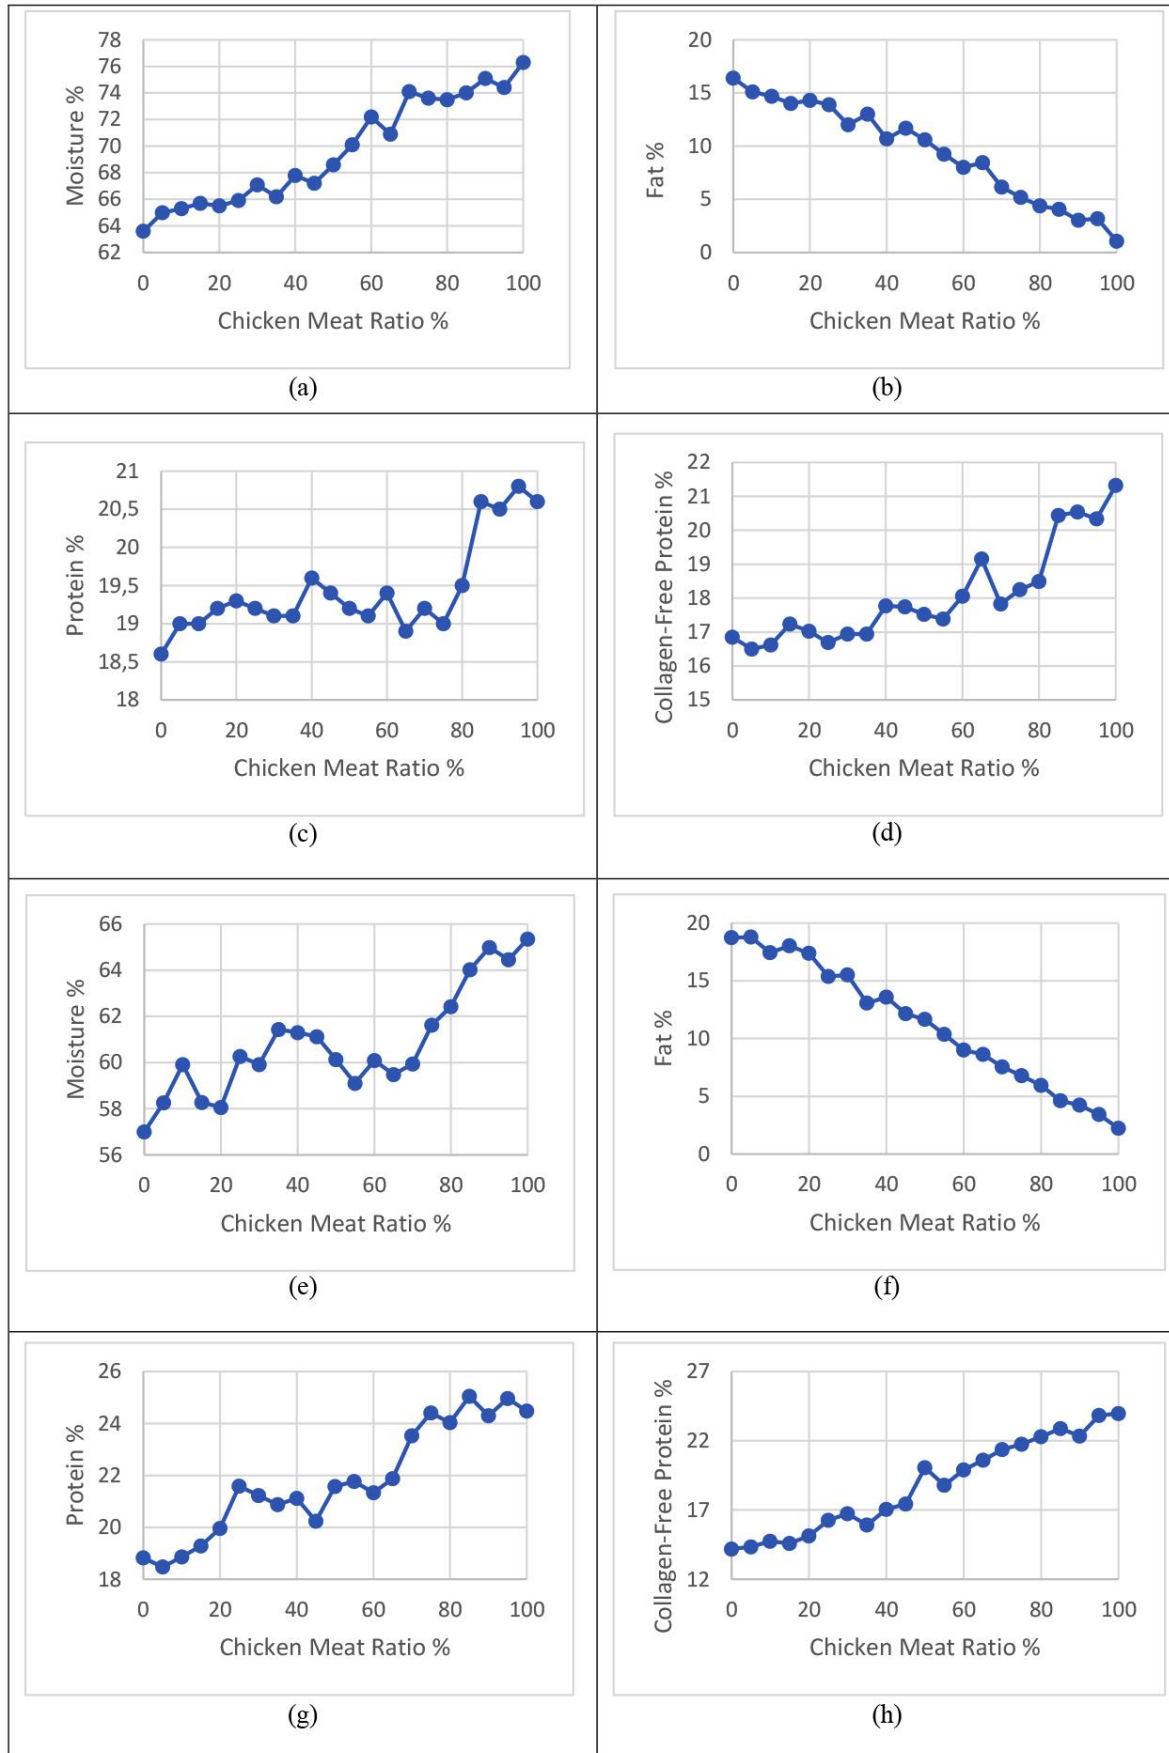 78
76
74
72
70
68
66
64
62
Moisture %
0 20 40 60 80 100
Chicken Meat Ratio %
(a)
20
15
10
5
0
Fat %
0 20 40 60 80 100
Chicken Meat Ratio %
(b)
21
20,5
20
19,5
19
18,5
18
Protein %
0 20 40 60 80 100
Chicken Meat Ratio %
(c)
22
21
20
19
18
17
16
15
Collagen-Free Protein %
0 20 40 60 80 100
Chicken Meat Ratio %
(d)
66
64
62
60
58
56
Moisture %
0 20 40 60 80 100
Chicken Meat Ratio %
(e)
20
15
10
5
0
Fat %
0 20 40 60 80 100
Chicken Meat Ratio %
(f)
26
24
22
20
18
Protein %
0 20 40 60 80 100
Chicken Meat Ratio %
(g)
27
22
17
12
Collagen-Free Protein %
0 20 40 60 80 100
Chicken Meat Ratio %
(h)